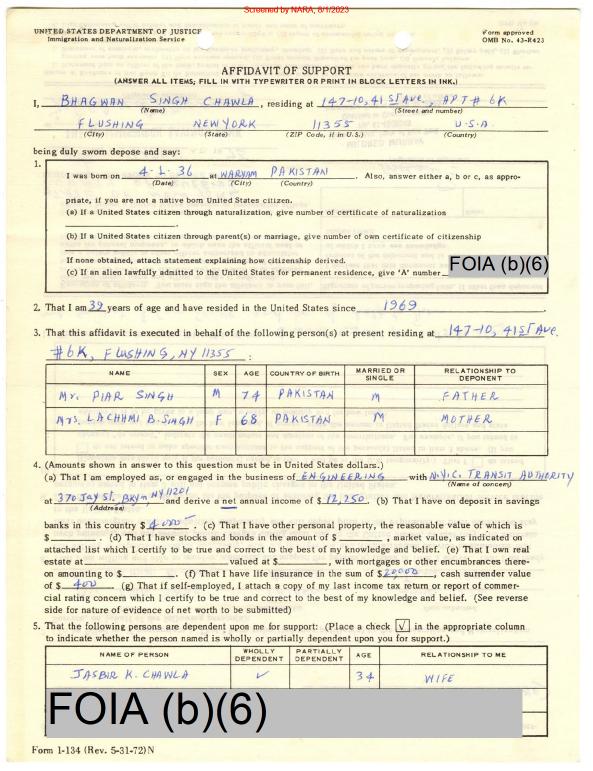 Screened by NARA, 8/1/2023
UNITED STATES DEPARTMENT OF JUSTICE
Immigration and Naturalization Service
Form approved
OMB No. 43-R423
AFFIDAVIT OF SUPPORT
(ANSWER ALL ITEMS; FILL IN WITH TYPEWRITER OR PRINT IN BLOCK LETTERS IN INK.)
I, BHAGWAN SINGH CHAWLA, residing at 147-10, 41 ST AVE, APT # 6K
(Name) (Street and number)
FLUSHING NEW YORK 11355 U.S.A
(City) (State) (ZIP Code, if in U.S.) (Country)
being duly sworn depose and say:
1.
I was born on 4-1-36 at WARYAM PAKISTAN. Also, answer either a, b or c, as appro-
(Date) (City) (Country)
priate, if you are not a native born United States citizen.
(a) If a United States citizen through naturalization, give number of certificate of naturalization
(b) If a United States citizen through parent(s) or marriage, give number of own certificate of citizenship
If none obtained, attach statement explaining how citizenship derived.
(c) If an alien lawfully admitted to the United States for permanent residence, give 'A' number FOIA (b)(6)
2. That I am 39 years of age and have resided in the United States since 1969.
3. That this affidavit is executed in behalf of the following person(s) at present residing at 147-10, 41 ST Ave.
#6K, FLUSHING, NY 11355 :
NAME SEX AGE COUNTRY OF BIRTH MARRIED OR SINGLE RELATIONSHIP TO DEPONENT
Mr. PIAR SINGH M 74 PAKISTAN M FATHER
Mrs. LACHHMI B. SINGH F 68 PAKISTAN M MOTHER
4. (Amounts shown in answer to this question must be in United States dollars.)
(a) That I am employed as, or engaged in the business of ENGINEERING with N.Y.C. TRANSIT AUTHORITY
(Name of concern)
at 370 Jay St. BKlyn, NY 11201 and derive a net annual income of $ 12,250. (b) That I have on deposit in savings
(Address)
banks in this country $ 4000. (c) That I have other personal property, the reasonable value of which is
$ . (d) That I have stocks and bonds in the amount of $ , market value, as indicated on
attached list which I certify to be true and correct to the best of my knowledge and belief. (e) That I own real
estate at valued at $ , with mortgages or other encumbrances there-
on amounting to $ . (f) That I have life insurance in the sum of $ 20,000, cash surrender value
of $ 400 (g) That if self-employed, I attach a copy of my last income tax return or report of commer-
cial rating concern which I certify to be true and correct to the best of my knowledge and belief. (See reverse
side for nature of evidence of net worth to be submitted)
5. That the following persons are dependent upon me for support: (Place a check √ in the appropriate column
to indicate whether the person named is wholly or partially dependent upon you for support.)
NAME OF PERSON WHOLLY DEPENDENT PARTIALLY DEPENDENT AGE RELATIONSHIP TO ME
JASBIR K. CHAWLA ✓ 34 WIFE
FOIA (b)(6)
Form I-134 (Rev. 5-31-72) N